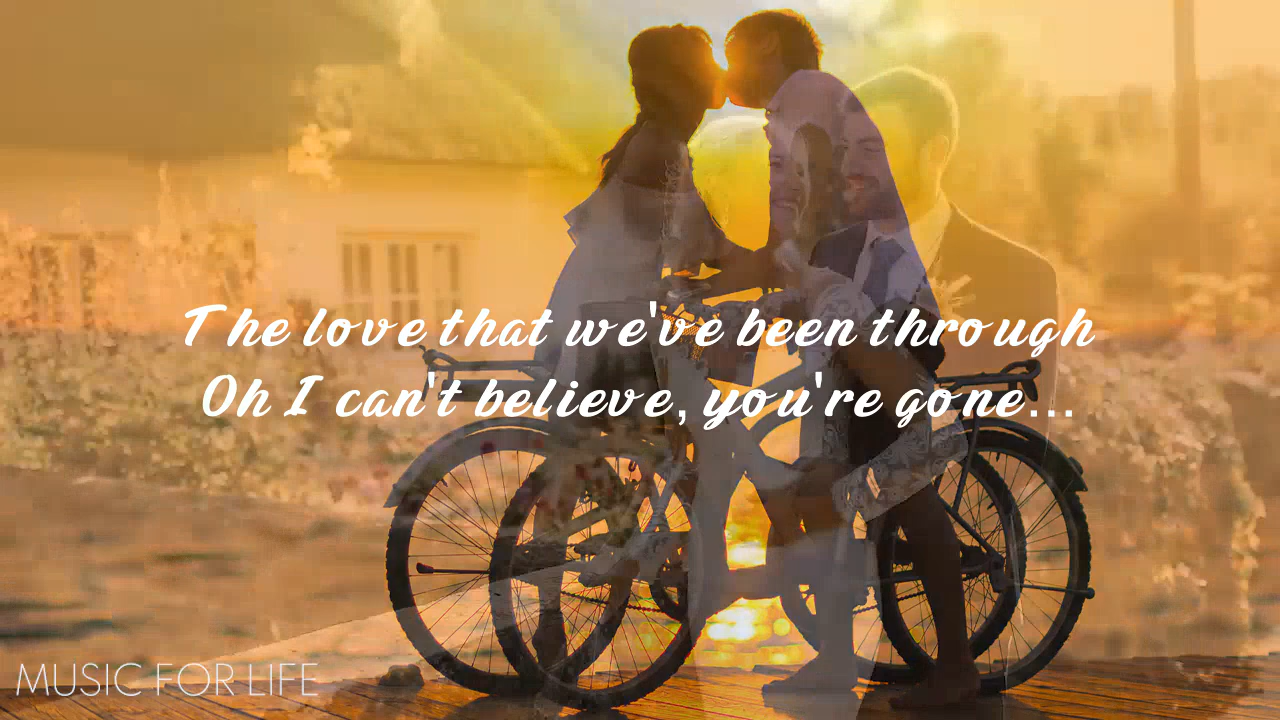 The love that we've been through
Oh I can't believe, you're gone...
MUSIC FOR LIFE